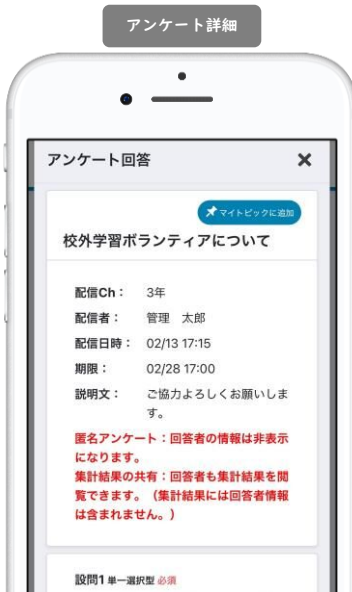 アンケート詳細
アンケート回答 ×
マイトピックに追加
校外学習ボランティアについて
配信Ch： 3年
配信者： 管理 太郎
配信日時： 02/13 17:15
期限： 02/28 17:00
説明文： ご協力よろしくお願いしま
す。
匿名アンケート：回答者の情報は非表示
になります。
集計結果の共有：回答者も集計結果を閲
覧できます。（集計結果には回答者情報
は含まれません。）
設問1 単一選択型 必須